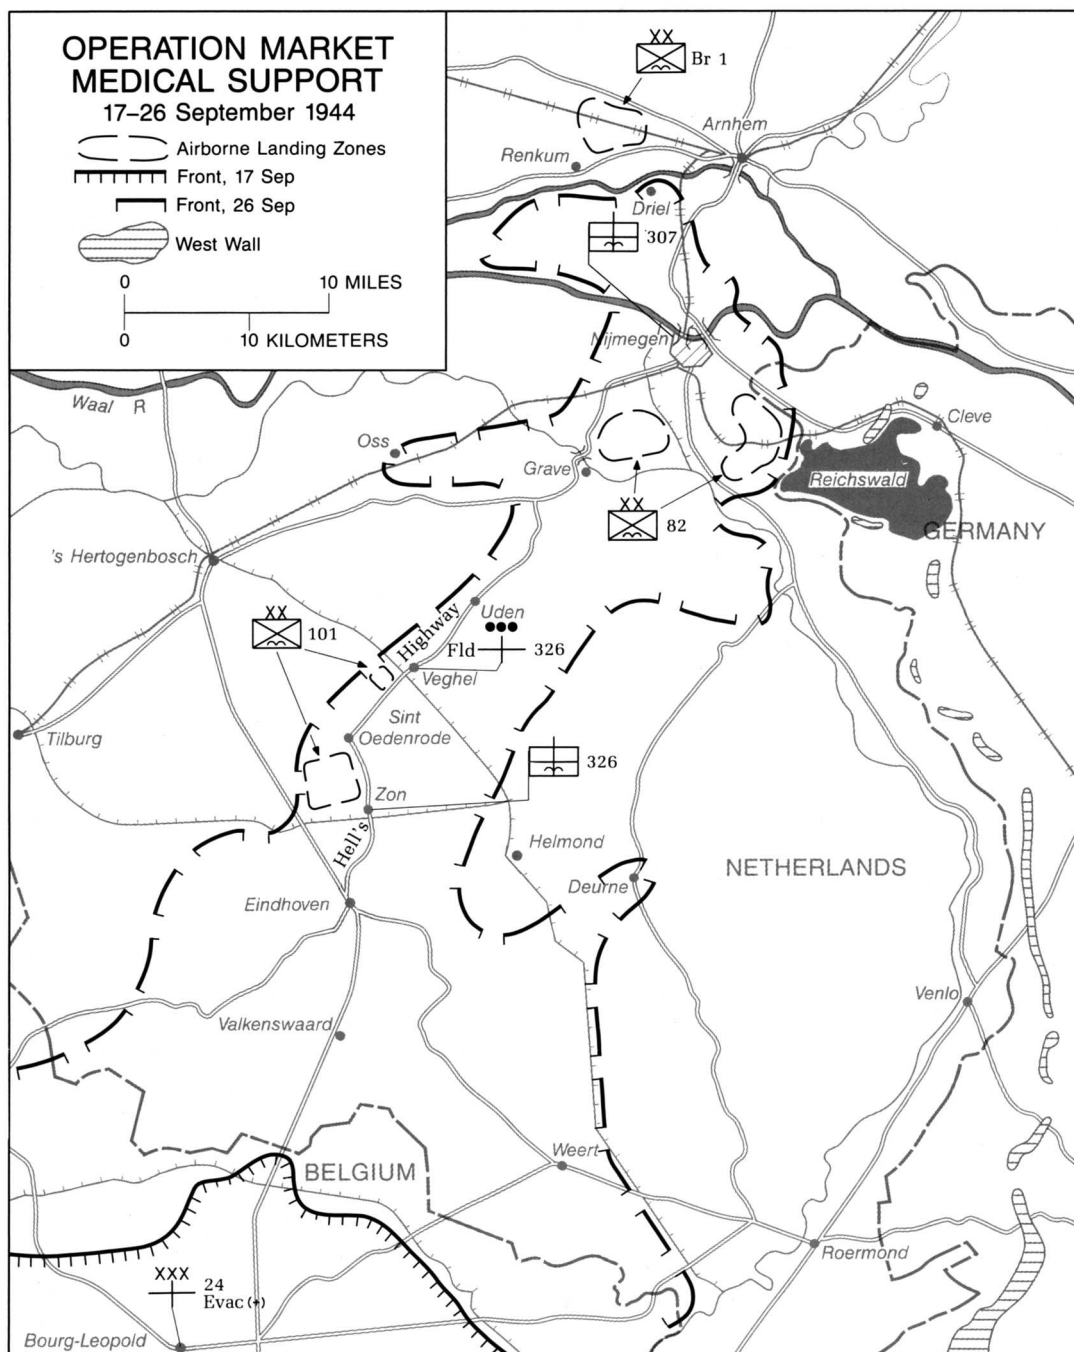 OPERATION MARKET
MEDICAL SUPPORT
17–26 September 1944
Airborne Landing Zones
Front, 17 Sep
Front, 26 Sep
West Wall
0 10 MILES
0 10 KILOMETERS
XX
Br 1
Arnhem
Renkum
Driel
307
Nijmegen
Waal R
Cleve
Oss
Grave
Reichswald
XX
82
GERMANY
's Hertogenbosch
XX
101
Uden
Highway
Fld 326
Veghel
Sint
Oedenrode
Tilburg
326
Zon
Hell's
Helmond
NETHERLANDS
Deurne
Eindhoven
Venlo
Valkenswaard
Weert
BELGIUM
Roermond
XXX
24
Evac (+)
Bourg-Leopold